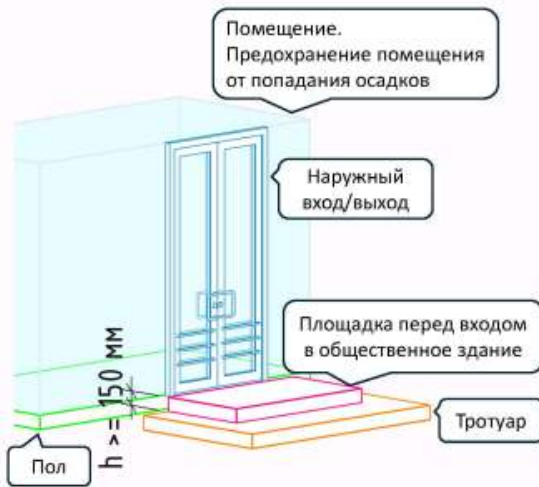 Помещение.
Предохранение помещения
от попадания осадков
Наружный
вход/выход
Площадка перед входом
в общественное здание
h >= 150 мм
Тротуар
Пол